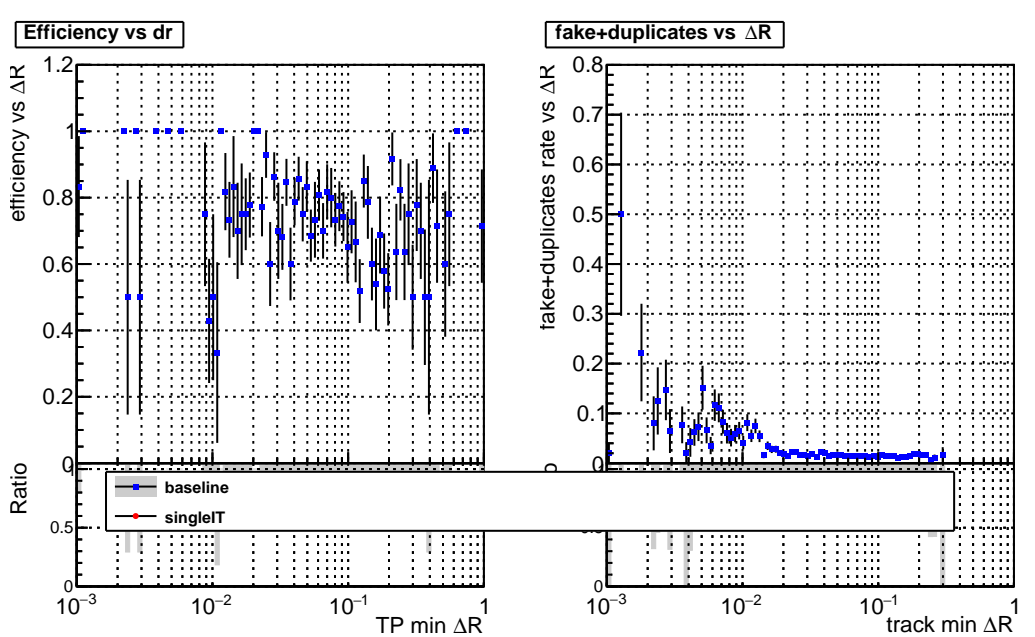 Efficiency vs dr
fake+duplicates vs ΔR
efficiency vs ΔR
1.2
1
0.8
0.6
0.4
0.2
0
fake+duplicates rate vs ΔR
0.8
0.7
0.6
0.5
0.4
0.3
0.2
0.1
0
Ratio
0.5
0
0.5
0
baseline
singleIT
10⁻³ 10⁻² 10⁻¹ 1
TP min ΔR
10⁻³ 10⁻² 10⁻¹ 1
track min ΔR